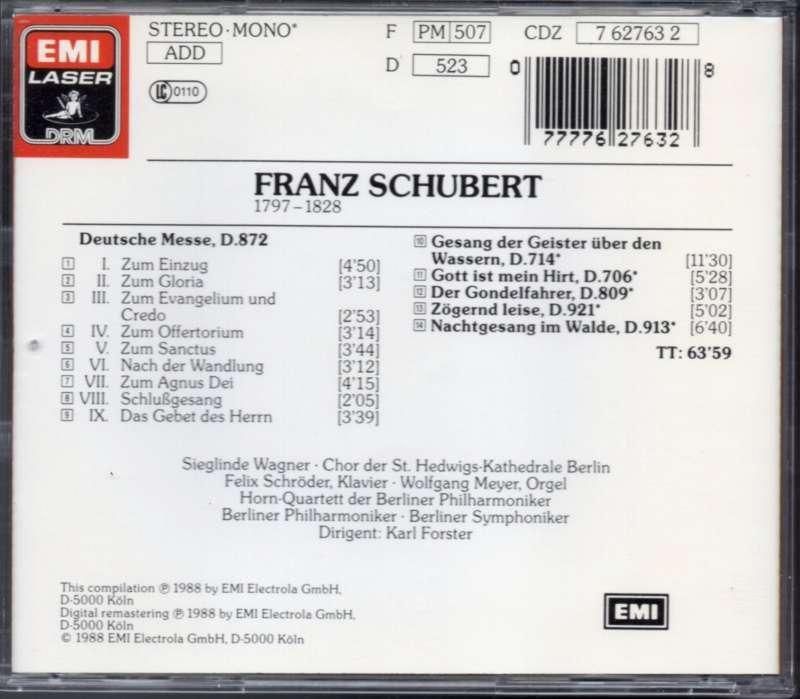 EMI
LASER
DRM
STEREO·MONO*
ADD
LC 0110
F PM 507 CDZ 7 62763 2
D 523
0 77776 27632 8
FRANZ SCHUBERT
1797–1828
Deutsche Messe, D.872
1 I. Zum Einzug [4'50]
2 II. Zum Gloria [3'13]
3 III. Zum Evangelium und
Credo [2'53]
4 IV. Zum Offertorium [3'14]
5 V. Zum Sanctus [3'44]
6 VI. Nach der Wandlung [3'12]
7 VII. Zum Agnus Dei [4'15]
8 VIII. Schlußgesang [2'05]
9 IX. Das Gebet des Herrn [3'39]
10 Gesang der Geister über den
Wassern, D.714* [11'30]
11 Gott ist mein Hirt, D.706* [5'28]
12 Der Gondelfahrer, D.809* [3'07]
13 Zögernd leise, D.921* [5'02]
14 Nachtgesang im Walde, D.913* [6'40]
TT: 63'59
Sieglinde Wagner · Chor der St. Hedwigs-Kathedrale Berlin
Felix Schröder, Klavier · Wolfgang Meyer, Orgel
Horn-Quartett der Berliner Philharmoniker
Berliner Philharmoniker · Berliner Symphoniker
Dirigent: Karl Forster
This compilation ℗ 1988 by EMI Electrola GmbH,
D-5000 Köln
Digital remastering ℗ 1988 by EMI Electrola GmbH,
© 1988 EMI Electrola GmbH, D-5000 Köln
EMI